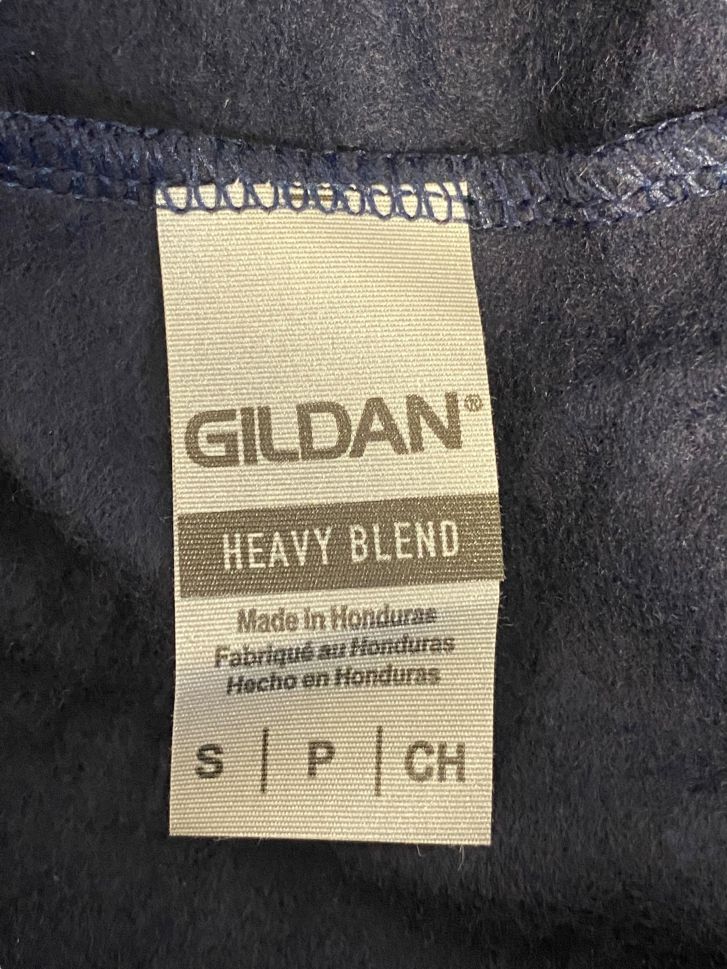 GILDAN®
HEAVY BLEND
Made in Honduras
Fabriqué au Honduras
Hecho en Honduras
S | P | CH